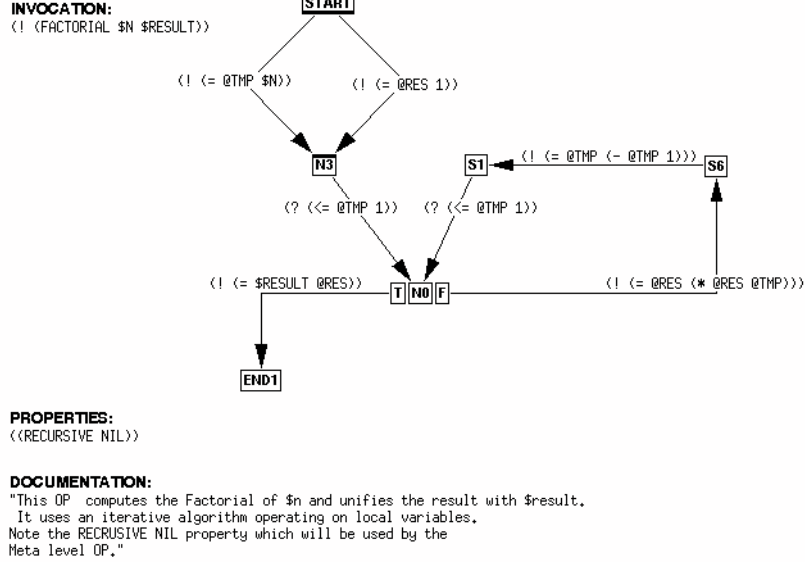 INVOCATION:
(! (FACTORIAL $N $RESULT))
START1
(! (= @TMP $N))
(! (= @RES 1))
N3
S1
(! (= @TMP (- @TMP 1)))
S6
(? (<= @TMP 1))
(? (<= @TMP 1))
(! (= $RESULT @RES))
T N0 F
(! (= @RES (* @RES @TMP)))
END1
PROPERTIES:
((RECURSIVE NIL))
DOCUMENTATION:
"This OP computes the Factorial of $n and unifies the result with $result.
It uses an iterative algorithm operating on local variables.
Note the RECRUSIVE NIL property which will be used by the
Meta level OP."